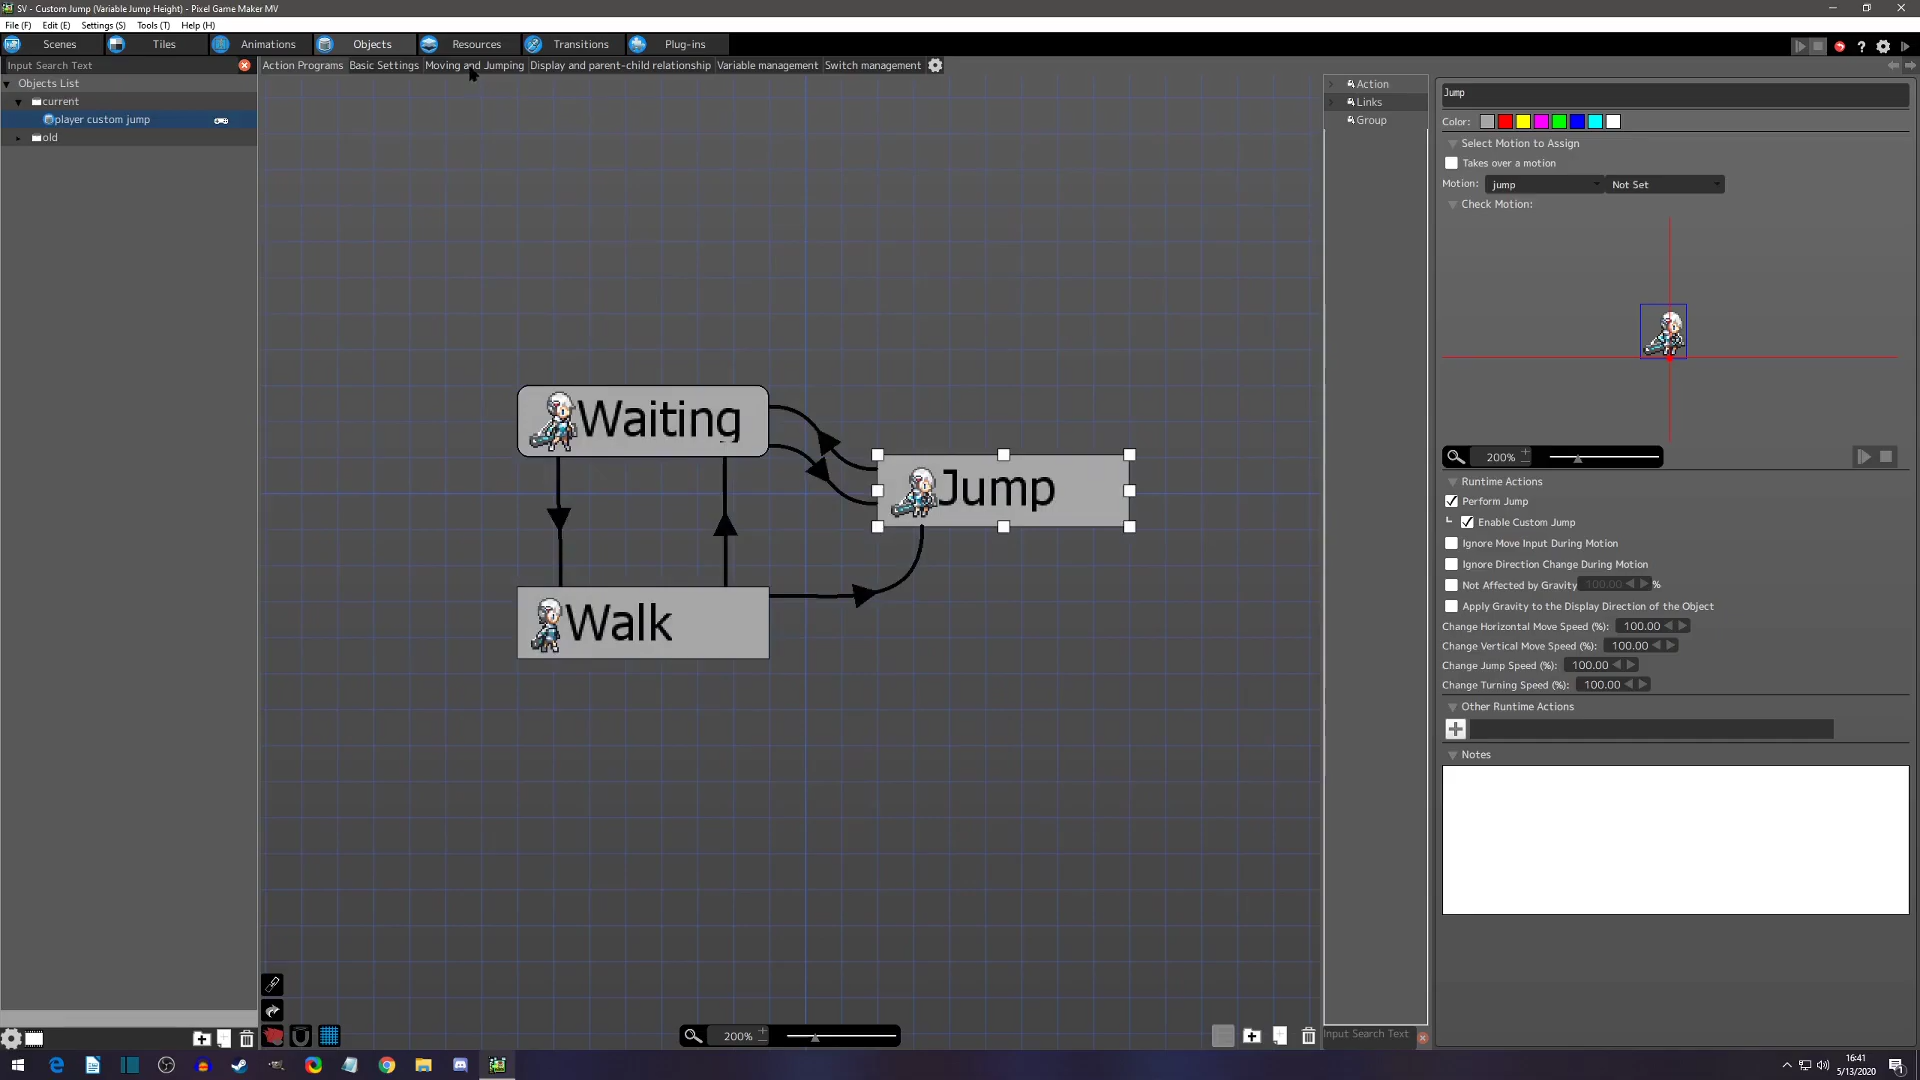 SV - Custom Jump (Variable Jump Height) - Pixel Game Maker MV
File (F) Edit (E) Settings (S) Tools (T) Help (H)
Scenes Tiles Animations Objects Resources Transitions Plug-ins
Input Search Text
Action Programs Basic Settings Moving and Jumping Display and parent-child relationship Variable management Switch management
Objects List
current
player custom jump
old
Waiting
Jump
Walk
200%
Action
Links
Group
Input Search Text
Jump
Color:
Select Motion to Assign
Takes over a motion
Motion: jump Not Set
Check Motion:
200%
Runtime Actions
Perform Jump
Enable Custom Jump
Ignore Move Input During Motion
Ignore Direction Change During Motion
Not Affected by Gravity 100.00 %
Apply Gravity to the Display Direction of the Object
Change Horizontal Move Speed (%): 100.00
Change Vertical Move Speed (%): 100.00
Change Jump Speed (%): 100.00
Change Turning Speed (%): 100.00
Other Runtime Actions
Notes
16:41
5/13/2020